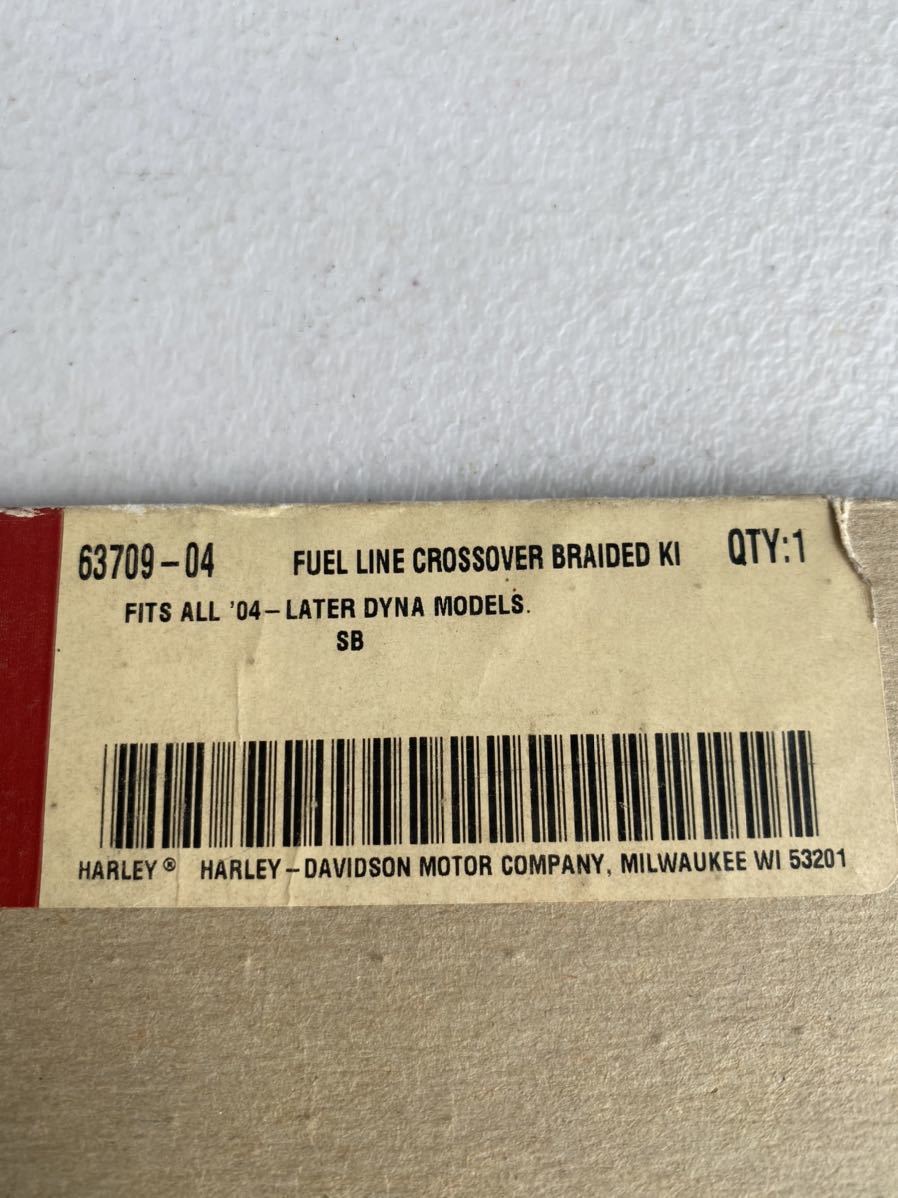 63709-04 FUEL LINE CROSSOVER BRAIDED KI QTY:1
FITS ALL '04-LATER DYNA MODELS.
SB
HARLEY® HARLEY-DAVIDSON MOTOR COMPANY, MILWAUKEE WI 53201